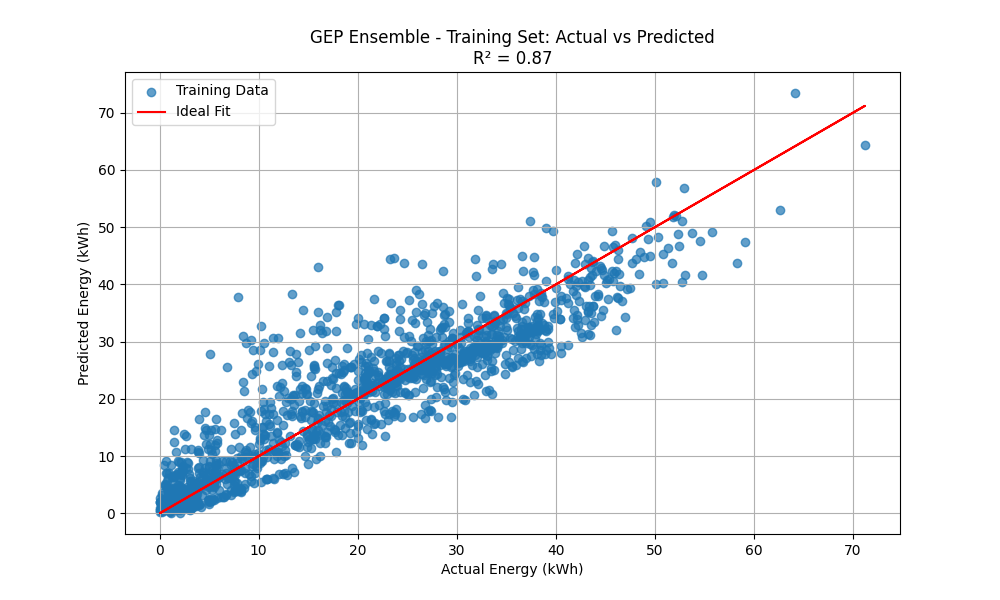 GEP Ensemble - Training Set: Actual vs Predicted
R² = 0.87
Training Data
Ideal Fit
Predicted Energy (kWh)
70
60
50
40
30
20
10
0
0 10 20 30 40 50 60 70
Actual Energy (kWh)